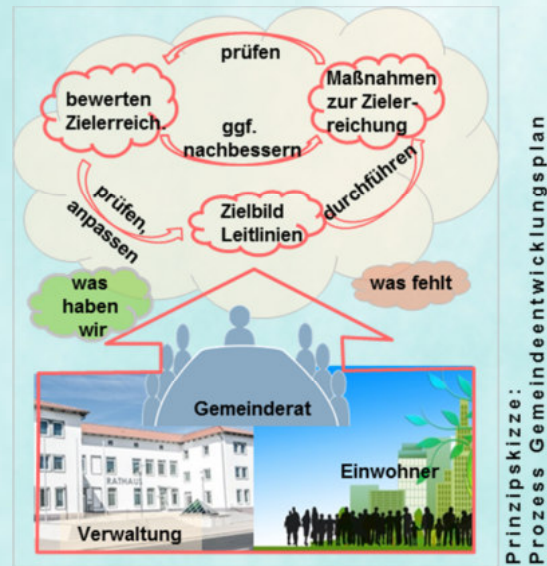 prüfen
bewerten
Zielerreich.
Maßnahmen
zur Zieler-
reichung
ggf.
nachbessern
prüfen,
anpassen
Zielbild
Leitlinien
durchführen
was
haben
wir
was fehlt
Gemeinderat
RATHAUS
Einwohner
Verwaltung
Prinzipskizze:
Prozess Gemeindeentwicklungsplan